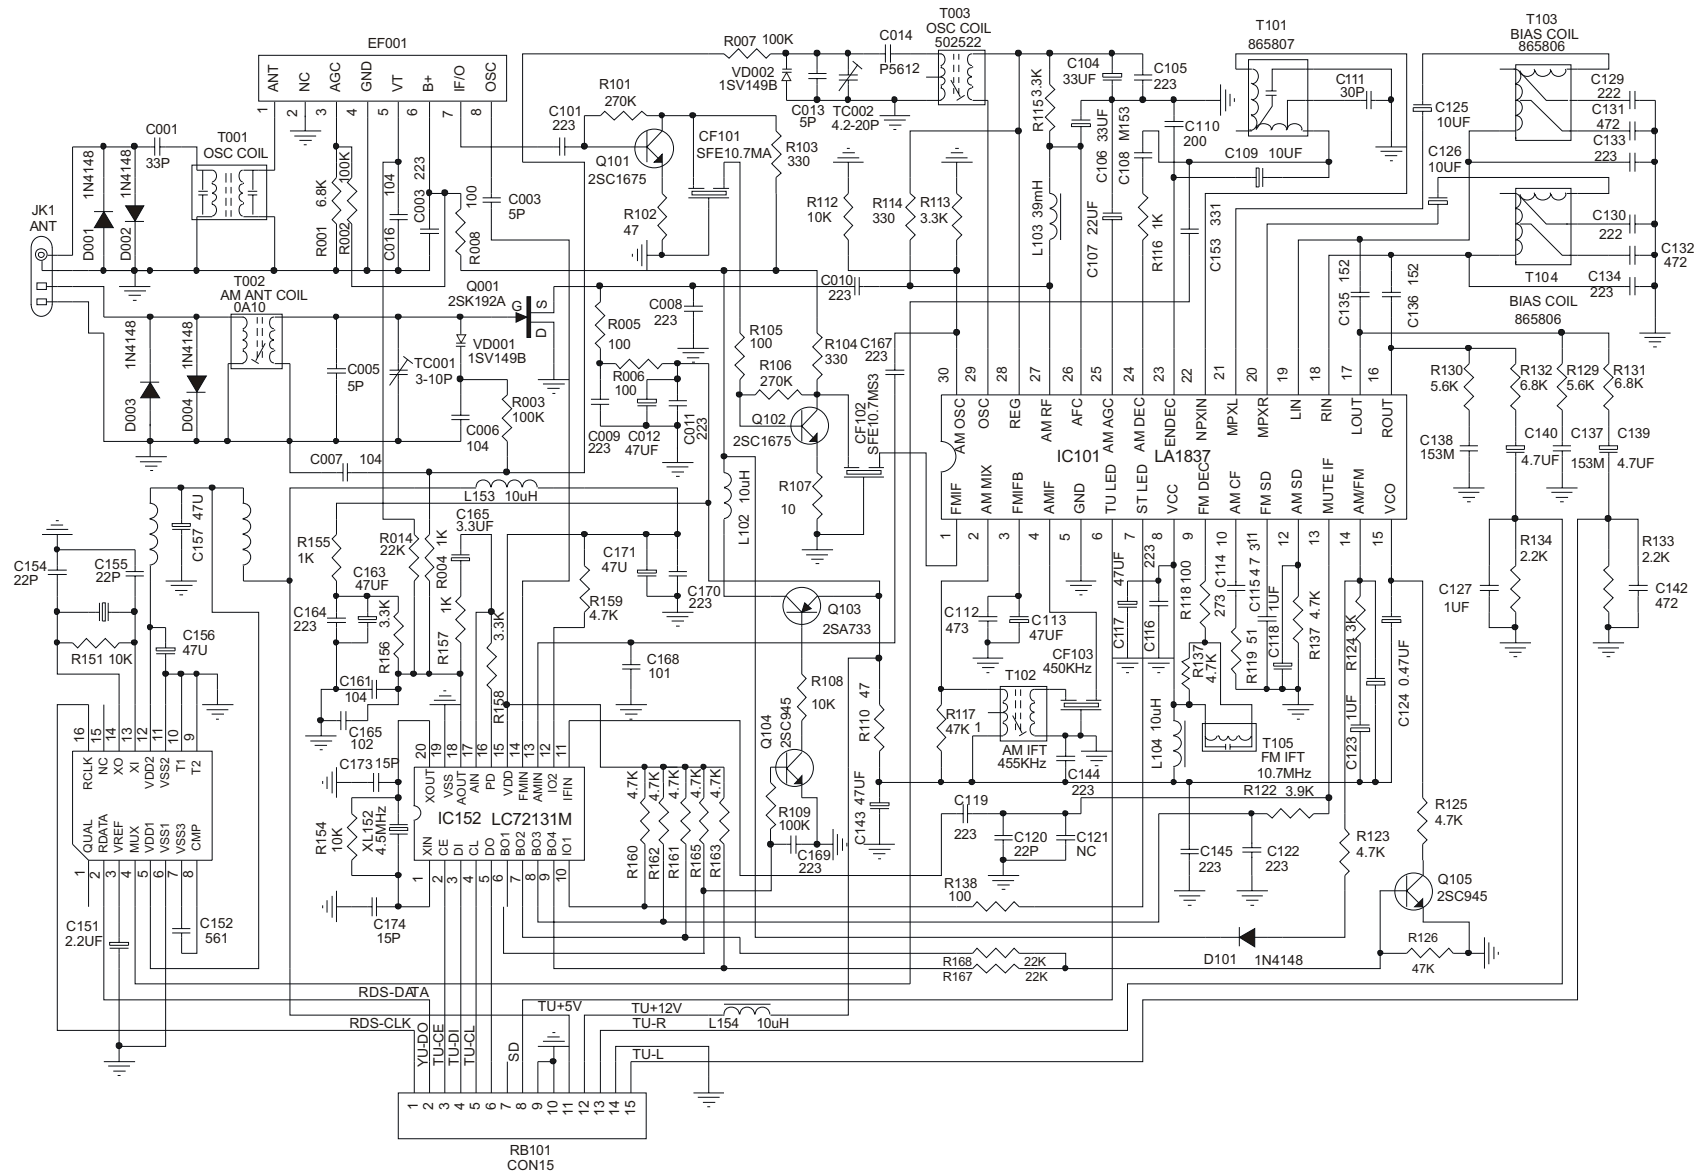 EF001
ANT
NC
AGC
GND
VT
B+
IF/O
OSC
1
2
3
4
5
6
7
8
C001
33P
T001
OSC COIL
1N4148
1N4148
D001
D002
JK1
ANT
R001 6.8K
R002 100K
C016 104
C003 223
R008 100
C003
5P
R101
270K
C101
223
Q101
2SC1675
R102
47
CF101
SFE10.7MA
R103
330
R007 100K
VD002
1SV149B
C013
5P
TC002
4.2-20P
C014
P5612
T003
OSC COIL
502522
R115 3.3K
C104
33UF
C105
223
C106 33UF
C108 M153
C110
200
C109 10UF
T101
865807
C111
30P
T103
BIAS COIL
865806
C125
10UF
C126
10UF
C129
222
C131
472
C133
223
C130
222
C132
472
C134
223
T104
BIAS COIL
865806
C135 152
C136 152
R112
10K
R114
330
R113
3.3K
L103 39mH
C107 22UF
R116 1K
C153 331
T002
AM ANT COIL
0A10
Q001
2SK192A
G
S
D
1N4148
1N4148
D003
D004
C005
5P
TC001
3-10P
VD001
1SV149B
R003
100K
C006
104
C007 104
R005
100
R006
100
C008
223
C009
223
C012
47UF
C011
223
C010
223
R105
100
R106
270K
R104
330
C167
223
Q102
2SC1675
CF102
SFE10.7MS3
R107
10
L102 10uH
L153 10uH
30
29
28
27
26
25
24
23
22
21
20
19
18
17
16
AM OSC
OSC
REG
AM RF
AFC
AM AGC
AM DEC
ENDEC
NPXIN
MPXL
MPXR
LIN
RIN
LOUT
ROUT
IC101
LA1837
FMIF
AM MIX
FMIFB
AMIF
GND
TU LED
ST LED
VCC
FM DEC
AM CF
FM SD
AM SD
MUTE IF
AM/FM
VCO
1
2
3
4
5
6
7
8
9
10
11
12
13
14
15
R130
5.6K
R132
6.8K
R129
5.6K
R131
6.8K
C138
153M
C140
4.7UF
C137
153M
C139
4.7UF
C127
1UF
R134
2.2K
R133
2.2K
C142
472
C157 47U
C154
22P
C155
22P
R151 10K
C156
47U
R155
1K
C163
47UF
C164
223
R156 3.3K
R014
22K
R004 1K
C165
3.3UF
R157 1K
R158 3.3K
C161
104
C165
102
R159
4.7K
C171
47U
C170
223
C168
101
Q103
2SA733
R108
10K
Q104
2SC945
R109
100K
C169
223
R110 47
C143 47UF
C112
473
C113
47UF
C117 47UF
C116 223
R118 100
C114
273
C115 473
R119 51
C118 1UF
R137 4.7K
R137
4.7K
R124 3K
C123 1UF
C124 0.47UF
CF103
450KHz
T102
1
AM IFT
455KHz
R117
47K
C144
223
L104 10uH
T105
FM IFT
10.7MHz
R122 3.9K
C119
223
C120
22P
C121
NC
C145
223
C122
223
R123
4.7K
R125
4.7K
Q105
2SC945
R126
47K
R138
100
R168
22K
R167
22K
D101 1N4148
16
15
14
13
12
11
10
9
RCLK
NC
XO
XI
VDD2
VSS2
T1
T2
QUAL
RDATA
VREF
MUX
VDD1
VSS1
VSS3
CMP
1
2
3
4
5
6
7
8
C151
2.2UF
C152
561
20
19
18
17
16
15
14
13
12
11
XOUT
VSS
AOUT
AIN
PD
VDD
FMIN
AMIN
IO2
IFIN
IC152 LC72131M
XIN
CE
DI
CL
DO
BO1
BO2
BO3
BO4
IO1
1
2
3
4
5
6
7
8
9
10
C173
15P
R154
10K
XL152
4.5MHz
C174
15P
4.7K
4.7K
4.7K
4.7K
4.7K
R160
R162
R161
R165
R163
RDS-DATA
RDS-CLK
YU-DO
TU-CE
TU-DI
TU-CL
SD
TU+5V
TU+12V
L154 10uH
TU-R
TU-L
1
2
3
4
5
6
7
8
9
10
11
12
13
14
15
RB101
CON15